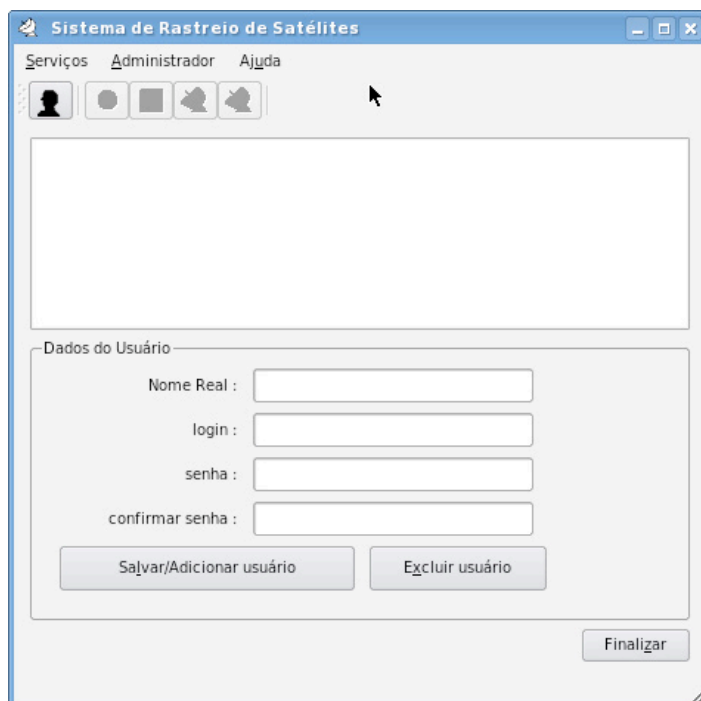 Sistema de Rastreio de Satélites
Serviços Administrador Ajuda
Dados do Usuário
Nome Real :
login :
senha :
confirmar senha :
Salvar/Adicionar usuário Excluir usuário
Finalizar